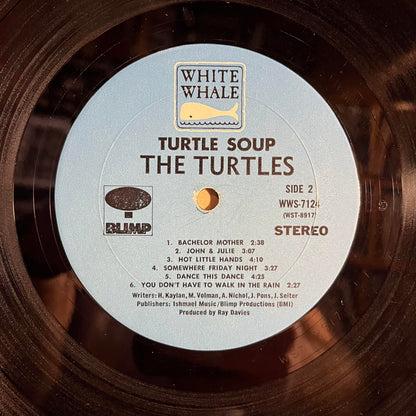 WHITE
WHALE
TURTLE SOUP
THE TURTLES
SIDE 2
WWS-7124
(WST-8917)
STEREO
BLIMP
1. BACHELOR MOTHER 2:38
2. JOHN & JULIE 3:07
3. HOT LITTLE HANDS 4:10
4. SOMEWHERE FRIDAY NIGHT 3:27
5. DANCE THIS DANCE 4:25
6. YOU DON'T HAVE TO WALK IN THE RAIN 2:27
Writers: H. Kaylan, M. Volman, A. Nichol, J. Pons, J. Seiter
Publishers: Ishmael Music/Blimp Productions (BMI)
Produced by Ray Davies